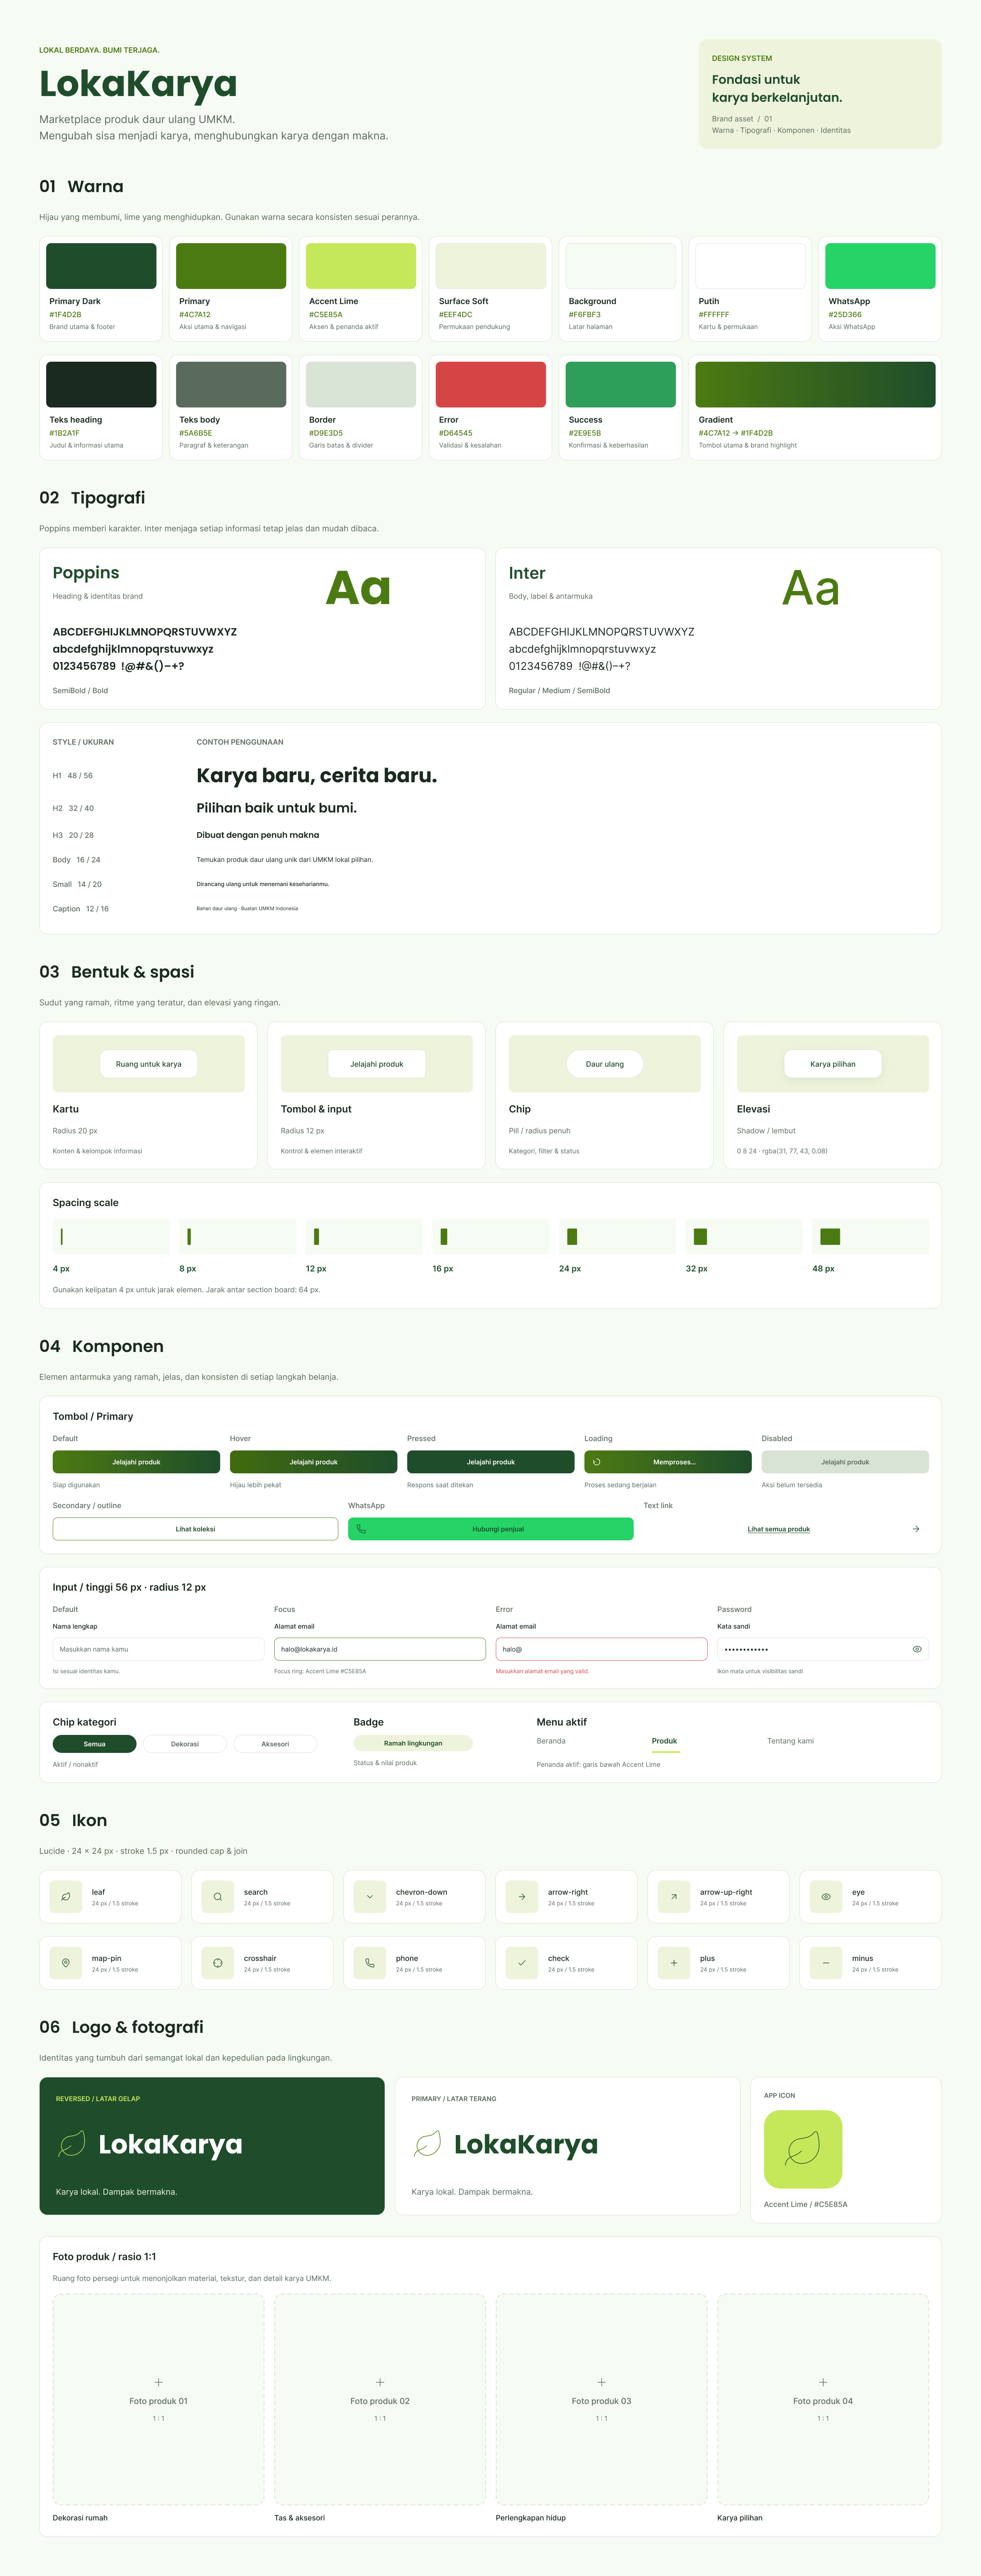 LOKAL BERDAYA. BUMI TERJAGA.
LokaKarya
Marketplace produk daur ulang UMKM.
Mengubah sisa menjadi karya, menghubungkan karya dengan makna.
DESIGN SYSTEM
Fondasi untuk
karya berkelanjutan.
Brand asset / 01
Warna · Tipografi · Komponen · Identitas
01 Warna
Hijau yang membumi, lime yang menghidupkan. Gunakan warna secara konsisten sesuai perannya.
Primary Dark
#1F4D2B
Brand utama & footer
Primary
#4C7A12
Aksi utama & navigasi
Accent Lime
#C5E85A
Aksen & penanda aktif
Surface Soft
#EEF4DC
Permukaan pendukung
Background
#F6FBF3
Latar halaman
Putih
#FFFFFF
Kartu & permukaan
WhatsApp
#25D366
Aksi WhatsApp
Teks heading
#1B2A1F
Judul & informasi utama
Teks body
#5A6B5E
Paragraf & keterangan
Border
#D9E3D5
Garis batas & divider
Error
#D64545
Validasi & kesalahan
Success
#2E9E5B
Konfirmasi & keberhasilan
Gradient
#4C7A12 → #1F4D2B
Tombol utama & brand highlight
02 Tipografi
Poppins memberi karakter. Inter menjaga setiap informasi tetap jelas dan mudah dibaca.
Poppins
Heading & identitas brand
Aa
ABCDEFGHIJKLMNOPQRSTUVWXYZ
abcdefghijklmnopqrstuvwxyz
0123456789 !@#&()–+?
SemiBold / Bold
Inter
Body, label & antarmuka
Aa
ABCDEFGHIJKLMNOPQRSTUVWXYZ
abcdefghijklmnopqrstuvwxyz
0123456789 !@#&()–+?
Regular / Medium / SemiBold
STYLE / UKURAN
CONTOH PENGGUNAAN
H1 48 / 56
Karya baru, cerita baru.
H2 32 / 40
Pilihan baik untuk bumi.
H3 20 / 28
Dibuat dengan penuh makna
Body 16 / 24
Temukan produk daur ulang unik dari UMKM lokal pilihan.
Small 14 / 20
Dirancang ulang untuk menemani keseharianmu.
Caption 12 / 16
Bahan daur ulang · Buatan UMKM Indonesia
03 Bentuk & spasi
Sudut yang ramah, ritme yang teratur, dan elevasi yang ringan.
Ruang untuk karya
Kartu
Radius 20 px
Konten & kelompok informasi
Jelajahi produk
Tombol & input
Radius 12 px
Kontrol & elemen interaktif
Daur ulang
Chip
Pill / radius penuh
Kategori, filter & status
Karya pilihan
Elevasi
Shadow / lembut
0 8 24 · rgba(31, 77, 43, 0.08)
Spacing scale
4 px
8 px
12 px
16 px
24 px
32 px
48 px
Gunakan kelipatan 4 px untuk jarak elemen. Jarak antar section board: 64 px.
04 Komponen
Elemen antarmuka yang ramah, jelas, dan konsisten di setiap langkah belanja.
Tombol / Primary
Default
Jelajahi produk
Siap digunakan
Hover
Jelajahi produk
Hijau lebih pekat
Pressed
Jelajahi produk
Respons saat ditekan
Loading
Memproses…
Proses sedang berjalan
Disabled
Jelajahi produk
Aksi belum tersedia
Secondary / outline
Lihat koleksi
WhatsApp
Hubungi penjual
Text link
Lihat semua produk
Input / tinggi 56 px · radius 12 px
Default
Nama lengkap
Masukkan nama kamu
Isi sesuai identitas kamu.
Focus
Alamat email
halo@lokakarya.id
Focus ring: Accent Lime #C5E85A
Error
Alamat email
halo@
Masukkan alamat email yang valid.
Password
Kata sandi
••••••••••••
Ikon mata untuk visibilitas sandi
Chip kategori
Semua
Dekorasi
Aksesori
Aktif / nonaktif
Badge
Ramah lingkungan
Status & nilai produk
Menu aktif
Beranda
Produk
Tentang kami
Penanda aktif: garis bawah Accent Lime
05 Ikon
Lucide · 24 × 24 px · stroke 1.5 px · rounded cap & join
leaf
24 px / 1.5 stroke
search
24 px / 1.5 stroke
chevron-down
24 px / 1.5 stroke
arrow-right
24 px / 1.5 stroke
arrow-up-right
24 px / 1.5 stroke
eye
24 px / 1.5 stroke
map-pin
24 px / 1.5 stroke
crosshair
24 px / 1.5 stroke
phone
24 px / 1.5 stroke
check
24 px / 1.5 stroke
plus
24 px / 1.5 stroke
minus
24 px / 1.5 stroke
06 Logo & fotografi
Identitas yang tumbuh dari semangat lokal dan kepedulian pada lingkungan.
REVERSED / LATAR GELAP
LokaKarya
Karya lokal. Dampak bermakna.
PRIMARY / LATAR TERANG
LokaKarya
Karya lokal. Dampak bermakna.
APP ICON
Accent Lime / #C5E85A
Foto produk / rasio 1:1
Ruang foto persegi untuk menonjolkan material, tekstur, dan detail karya UMKM.
Foto produk 01
1 : 1
Dekorasi rumah
Foto produk 02
1 : 1
Tas & aksesori
Foto produk 03
1 : 1
Perlengkapan hidup
Foto produk 04
1 : 1
Karya pilihan